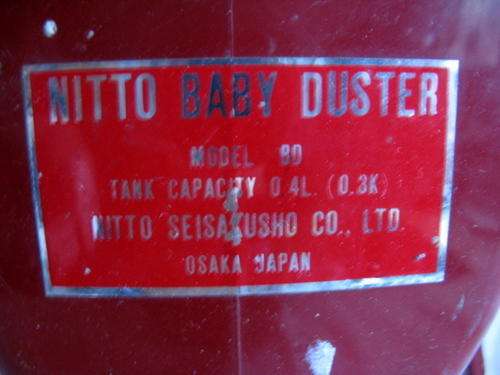 NITTO BABY DUSTER
MODEL BD
TANK CAPACITY 0.4L. (0.3K)
NITTO SEISAKUSHO CO., LTD.
OSAKA JAPAN